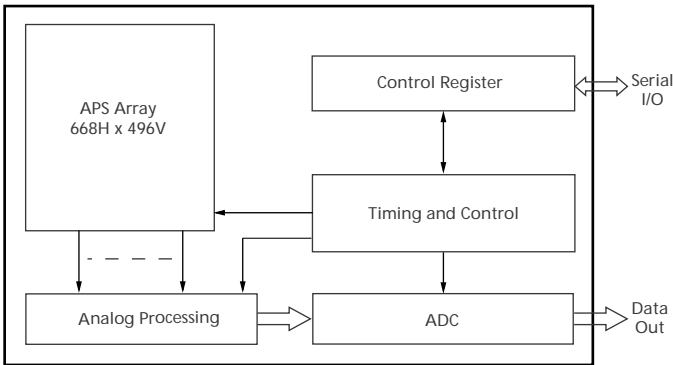 APS Array
668H x 496V
Control Register
Serial
I/O
Timing and Control
Analog Processing
ADC
Data
Out